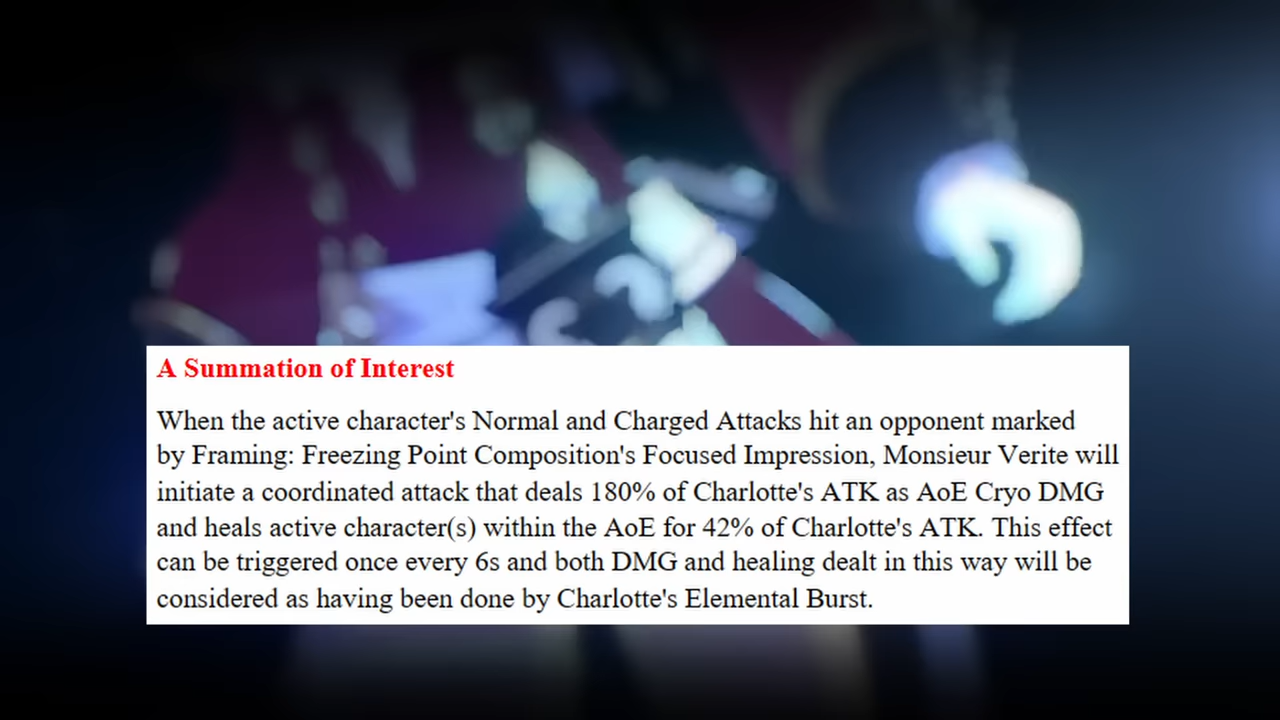 A Summation of Interest
When the active character's Normal and Charged Attacks hit an opponent marked
by Framing: Freezing Point Composition's Focused Impression, Monsieur Verite will
initiate a coordinated attack that deals 180% of Charlotte's ATK as AoE Cryo DMG
and heals active character(s) within the AoE for 42% of Charlotte's ATK. This effect
can be triggered once every 6s and both DMG and healing dealt in this way will be
considered as having been done by Charlotte's Elemental Burst.